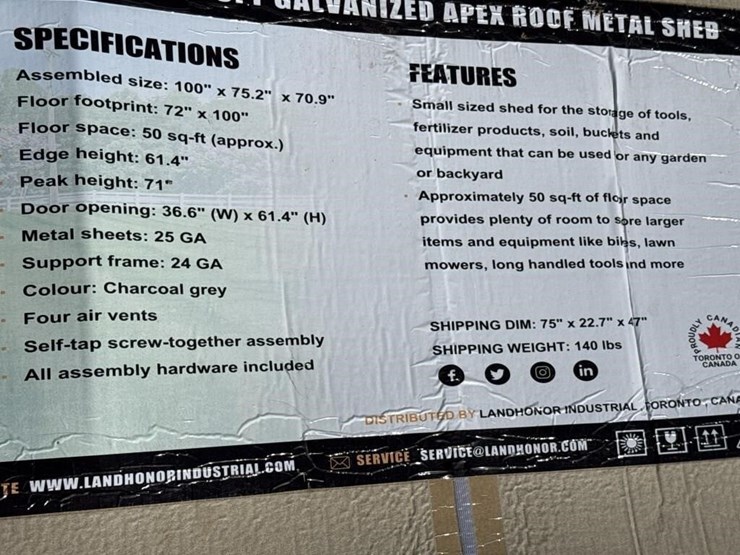 GALVANIZED APEX ROOF METAL SHED
SPECIFICATIONS
Assembled size: 100" x 75.2" x 70.9"
Floor footprint: 72" x 100"
Floor space: 50 sq-ft (approx.)
Edge height: 61.4"
Peak height: 71"
Door opening: 36.6" (W) x 61.4" (H)
Metal sheets: 25 GA
Support frame: 24 GA
Colour: Charcoal grey
Four air vents
Self-tap screw-together assembly
All assembly hardware included
FEATURES
Small sized shed for the storage of tools,
fertilizer products, soil, buckets and
equipment that can be used or any garden
or backyard
Approximately 50 sq-ft of floor space
provides plenty of room to sore larger
items and equipment like bikes, lawn
mowers, long handled tools and more
SHIPPING DIM: 75" x 22.7" x 47"
SHIPPING WEIGHT: 140 lbs
PROUDLY CANADIAN
TORONTO O
CANADA
DISTRIBUTED BY LANDHONOR INDUSTRIAL, TORONTO, CANA
TE WWW.LANDHONORINDUSTRIAL.COM
SERVICE SERVICE@LANDHONOR.COM